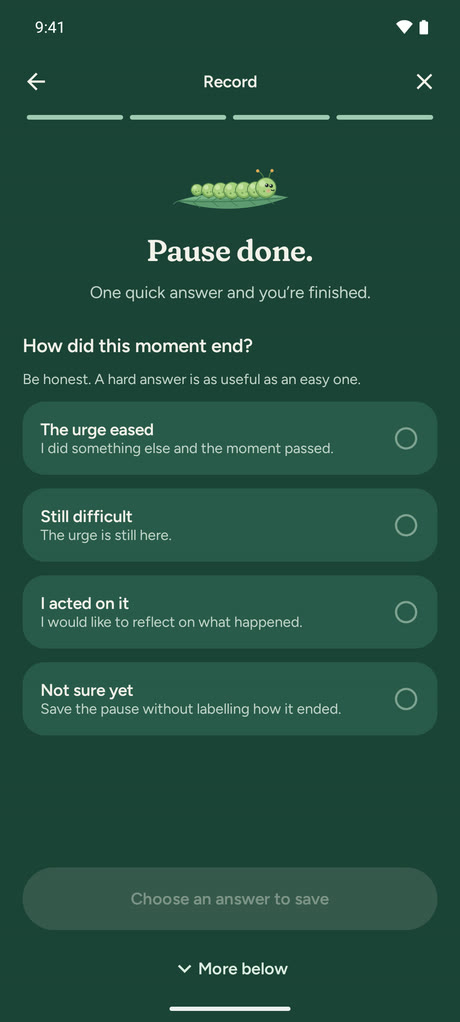 9:41
Record
Pause done.
One quick answer and you’re finished.
How did this moment end?
Be honest. A hard answer is as useful as an easy one.
The urge eased
I did something else and the moment passed.
Still difficult
The urge is still here.
I acted on it
I would like to reflect on what happened.
Not sure yet
Save the pause without labelling how it ended.
Choose an answer to save
More below